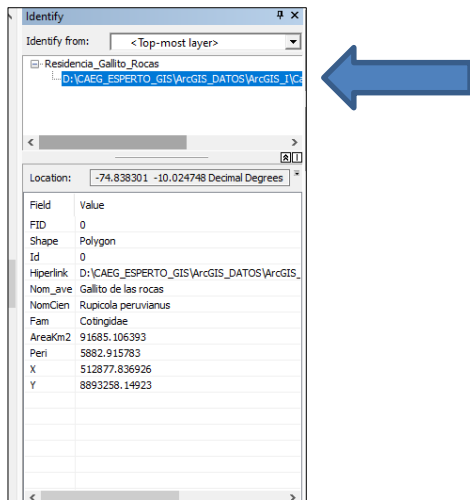 Identify
Identify from: <Top-most layer>
Residencia_Gallito_Rocas
D:\CAEG_ESPERTO_GIS\ArcGIS_DATOS\ArcGIS_I\Ca
Location: -74.838301 -10.024748 Decimal Degrees
Field Value
FID 0
Shape Polygon
Id 0
Hiperlink D:\CAEG_ESPERTO_GIS\ArcGIS_DATOS\ArcGIS_
Nom_ave Gallito de las rocas
NomCien Rupicola peruvianus
Fam Cotingidae
AreaKm2 91685.106393
Peri 5882.915783
X 512877.836926
Y 8893258.14923